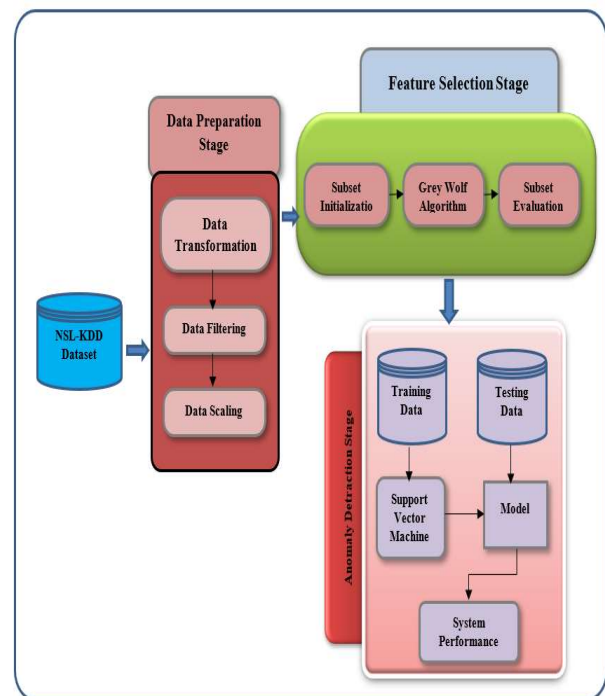 Feature Selection Stage
Data Preparation
Stage
Subset
Initializatio
Grey Wolf
Algorithm
Subset
Evaluation
Data
Transformation
NSL-KDD
Dataset
Data Filtering
Data Scaling
Anomaly Detraction Stage
Training
Data
Testing
Data
Support
Vector
Machine
Model
System
Performance